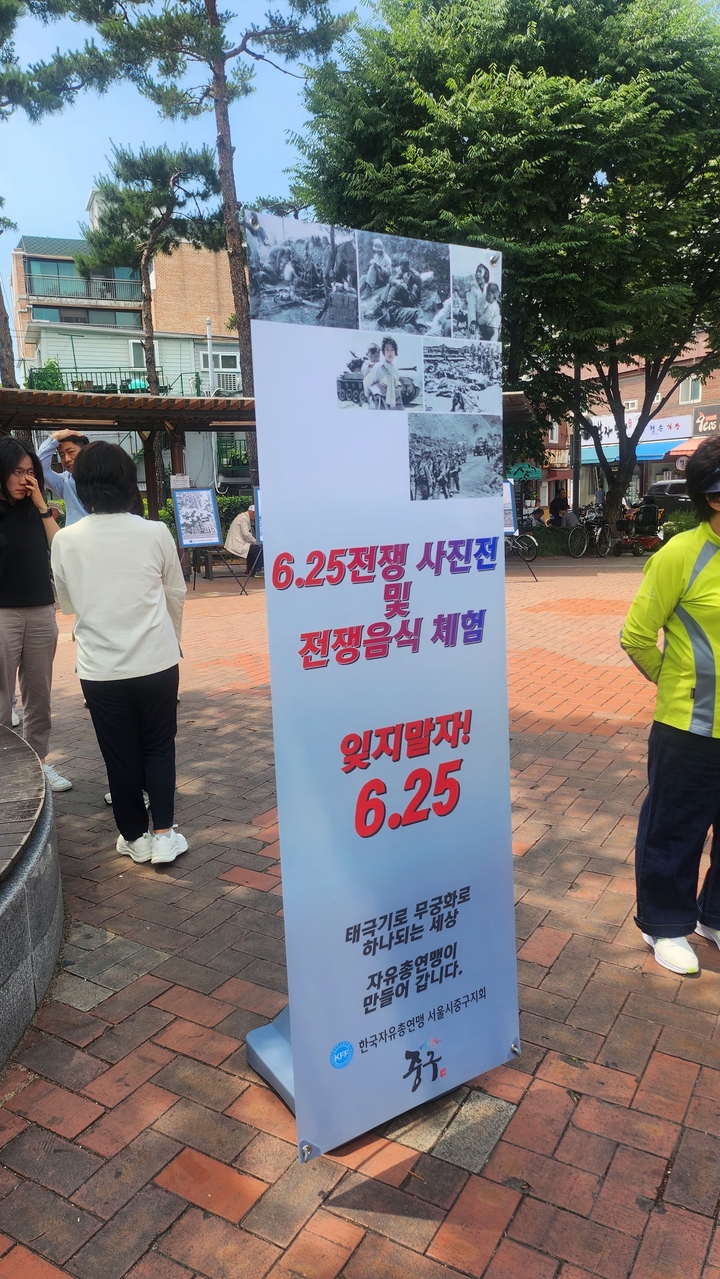 6.25전쟁 사진전
및
전쟁음식 체험
잊지말자!
6.25
태극기로 무궁화로
하나되는 세상
자유총연맹이
만들어 갑니다.
KFF 한국자유총연맹 서울시중구지회
중구